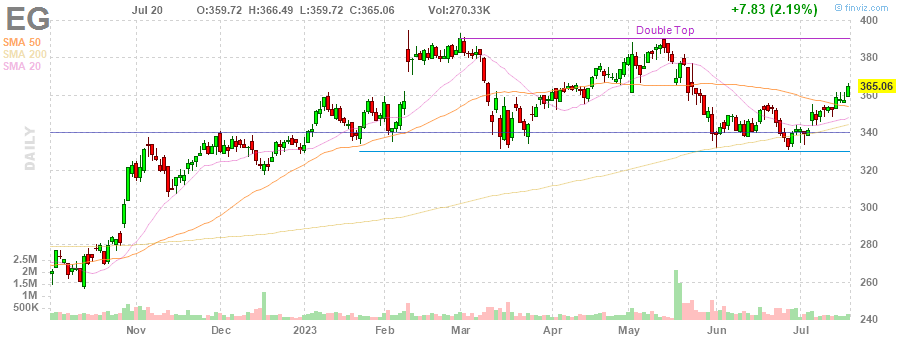 EG
Jul 20 O:359.72 H:366.49 L:359.72 C:365.06 Vol:270.33K +7.83 (2.19%) © finviz.com
SMA 50
SMA 200
SMA 20
DAILY
Double Top
400
380
365.06
360
340
320
300
280
260
240
2.5M
2M
1.5M
1M
500K
Nov Dec 2023 Feb Mar Apr May Jun Jul